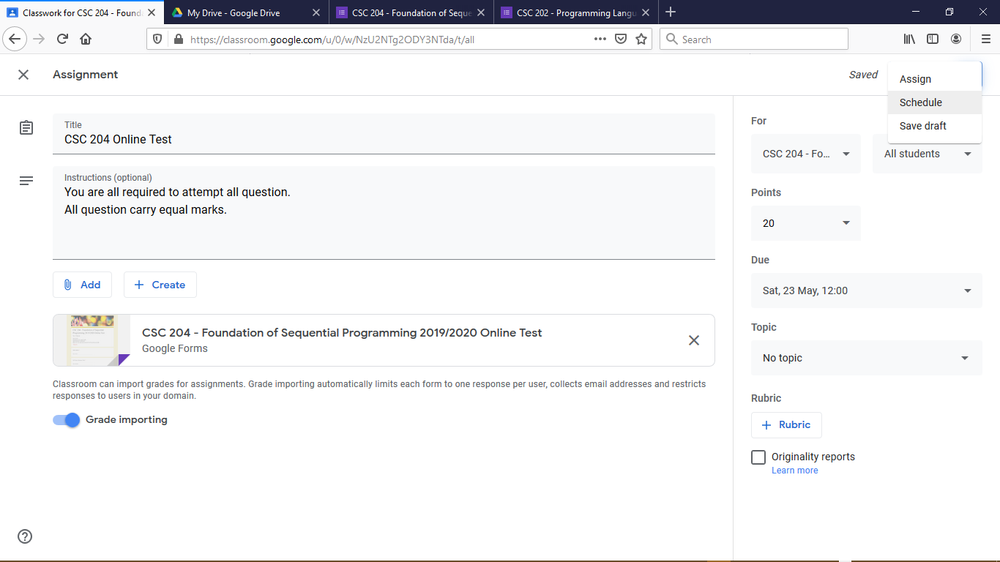 Classwork for CSC 204 - Found
My Drive - Google Drive
CSC 204 - Foundation of Seque
CSC 202 - Programming Langu
https://classroom.google.com/u/0/w/NzU2NTg2ODY3NTda/t/all
Search
Assignment
Saved
Assign
Schedule
Save draft
Title
CSC 204 Online Test
Instructions (optional)
You are all required to attempt all question.
All question carry equal marks.
Add
Create
CSC 204 - Foundation of Sequential Programming 2019/2020 Online Test
Google Forms
Classroom can import grades for assignments. Grade importing automatically limits each form to one response per user, collects email addresses and restricts
responses to users in your domain.
Grade importing
For
CSC 204 - Fo...
All students
Points
20
Due
Sat, 23 May, 12:00
Topic
No topic
Rubric
Rubric
Originality reports
Learn more